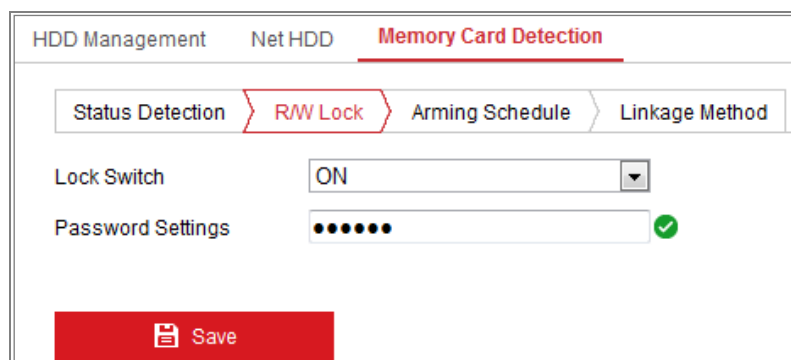 HDD Management Net HDD Memory Card Detection
Status Detection R/W Lock Arming Schedule Linkage Method
Lock Switch ON
Password Settings ●●●●●●
Save